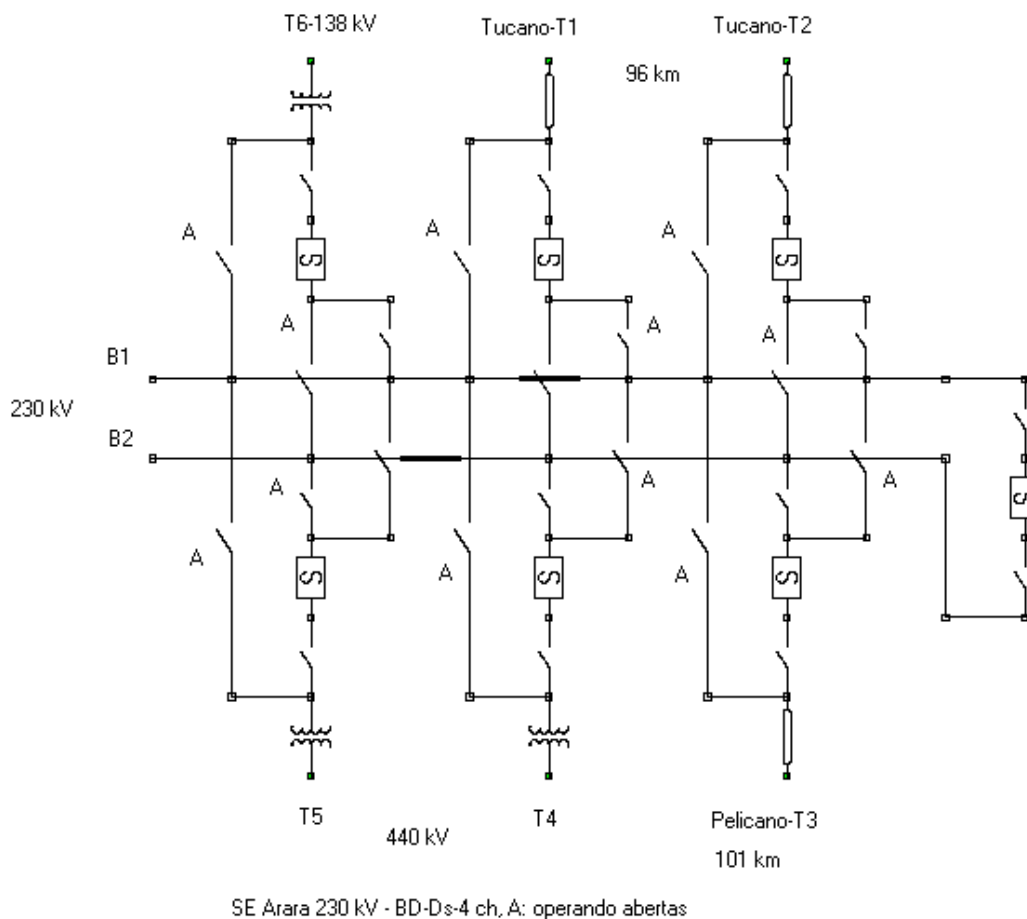 T6-138 kV
Tucano-T1
Tucano-T2
96 km
A
A
A
S
S
S
A
A
A
B1
230 kV
B2
A
A
A
S
A
A
A
S
S
S
T5
T4
Pelicano-T3
440 kV
101 km
SE Arara 230 kV - BD-Ds-4 ch, A: operando abertas